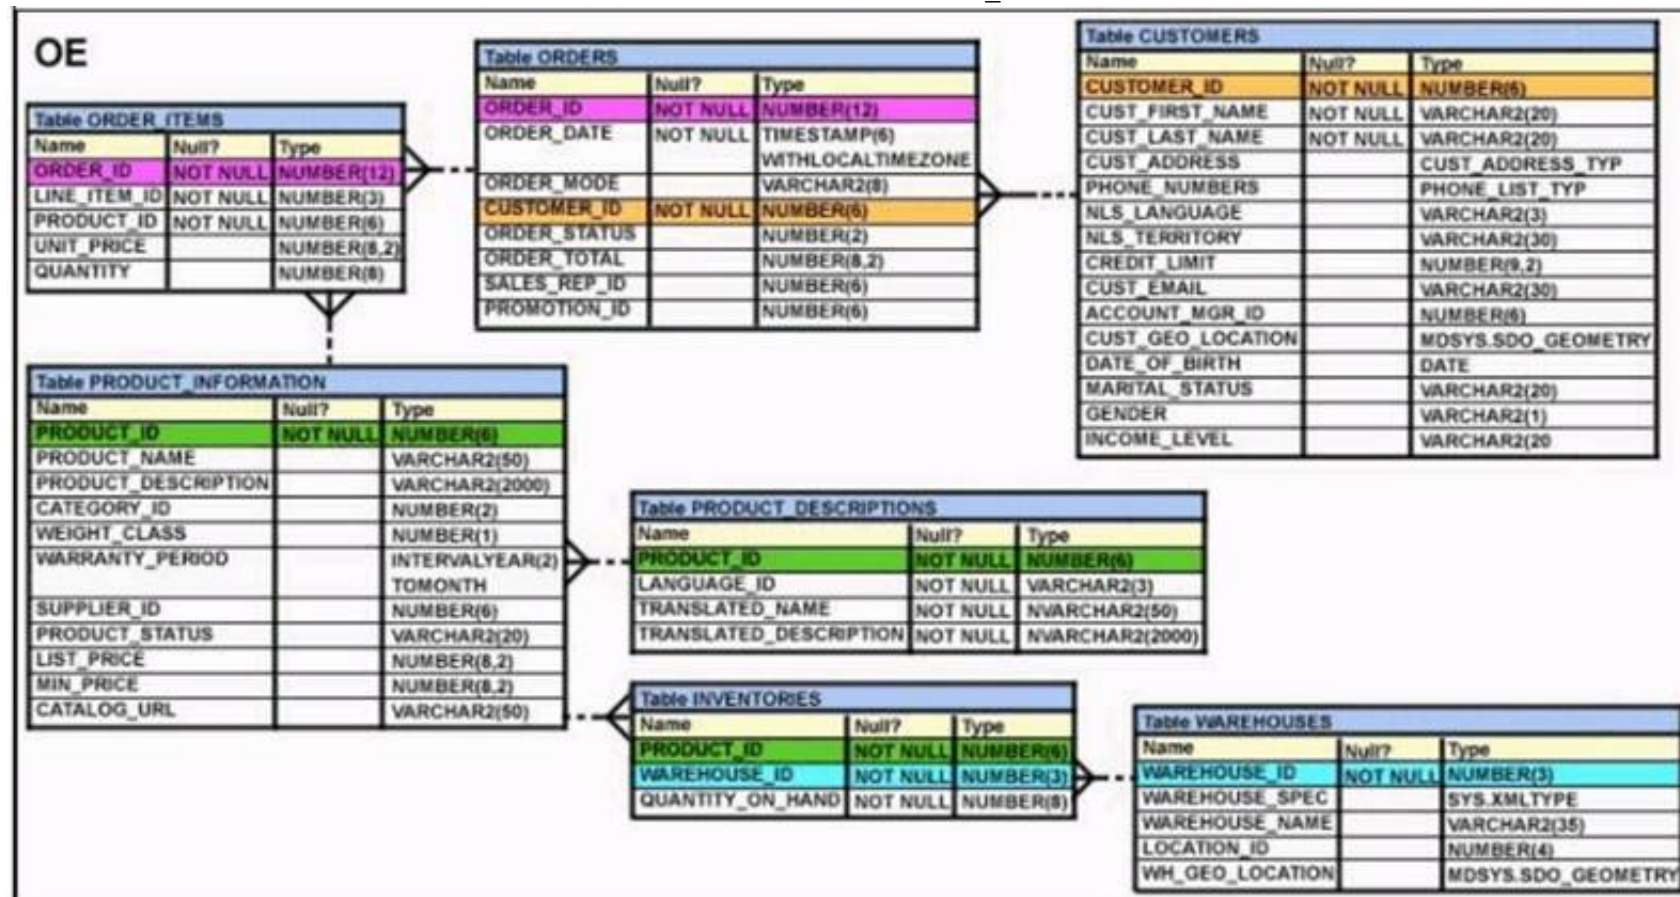 OE
Table ORDER_ITEMS
Name Null? Type
ORDER_ID NOT NULL NUMBER(12)
LINE_ITEM_ID NOT NULL NUMBER(3)
PRODUCT_ID NOT NULL NUMBER(6)
UNIT_PRICE NUMBER(8,2)
QUANTITY NUMBER(8)
Table ORDERS
Name Null? Type
ORDER_ID NOT NULL NUMBER(12)
ORDER_DATE NOT NULL TIMESTAMP(6)
WITHLOCALTIMEZONE
ORDER_MODE VARCHAR2(8)
CUSTOMER_ID NOT NULL NUMBER(6)
ORDER_STATUS NUMBER(2)
ORDER_TOTAL NUMBER(8,2)
SALES_REP_ID NUMBER(6)
PROMOTION_ID NUMBER(6)
Table CUSTOMERS
Name Null? Type
CUSTOMER_ID NOT NULL NUMBER(6)
CUST_FIRST_NAME NOT NULL VARCHAR2(20)
CUST_LAST_NAME NOT NULL VARCHAR2(20)
CUST_ADDRESS CUST_ADDRESS_TYP
PHONE_NUMBERS PHONE_LIST_TYP
NLS_LANGUAGE VARCHAR2(3)
NLS_TERRITORY VARCHAR2(30)
CREDIT_LIMIT NUMBER(9,2)
CUST_EMAIL VARCHAR2(30)
ACCOUNT_MGR_ID NUMBER(6)
CUST_GEO_LOCATION MDSYS.SDO_GEOMETRY
DATE_OF_BIRTH DATE
MARITAL_STATUS VARCHAR2(20)
GENDER VARCHAR2(1)
INCOME_LEVEL VARCHAR2(20
Table PRODUCT_INFORMATION
Name Null? Type
PRODUCT_ID NOT NULL NUMBER(6)
PRODUCT_NAME VARCHAR2(50)
PRODUCT_DESCRIPTION VARCHAR2(2000)
CATEGORY_ID NUMBER(2)
WEIGHT_CLASS NUMBER(1)
WARRANTY_PERIOD INTERVALYEAR(2)
TOMONTH
SUPPLIER_ID NUMBER(6)
PRODUCT_STATUS VARCHAR2(20)
LIST_PRICE NUMBER(8,2)
MIN_PRICE NUMBER(8,2)
CATALOG_URL VARCHAR2(50)
Table PRODUCT_DESCRIPTIONS
Name Null? Type
PRODUCT_ID NOT NULL NUMBER(6)
LANGUAGE_ID NOT NULL VARCHAR2(3)
TRANSLATED_NAME NOT NULL NVARCHAR2(50)
TRANSLATED_DESCRIPTION NOT NULL NVARCHAR2(2000)
Table INVENTORIES
Name Null? Type
PRODUCT_ID NOT NULL NUMBER(6)
WAREHOUSE_ID NOT NULL NUMBER(3)
QUANTITY_ON_HAND NOT NULL NUMBER(8)
Table WAREHOUSES
Name Null? Type
WAREHOUSE_ID NOT NULL NUMBER(3)
WAREHOUSE_SPEC SYS.XMLTYPE
WAREHOUSE_NAME VARCHAR2(35)
LOCATION_ID NUMBER(4)
WH_GEO_LOCATION MDSYS.SDO_GEOMETRY